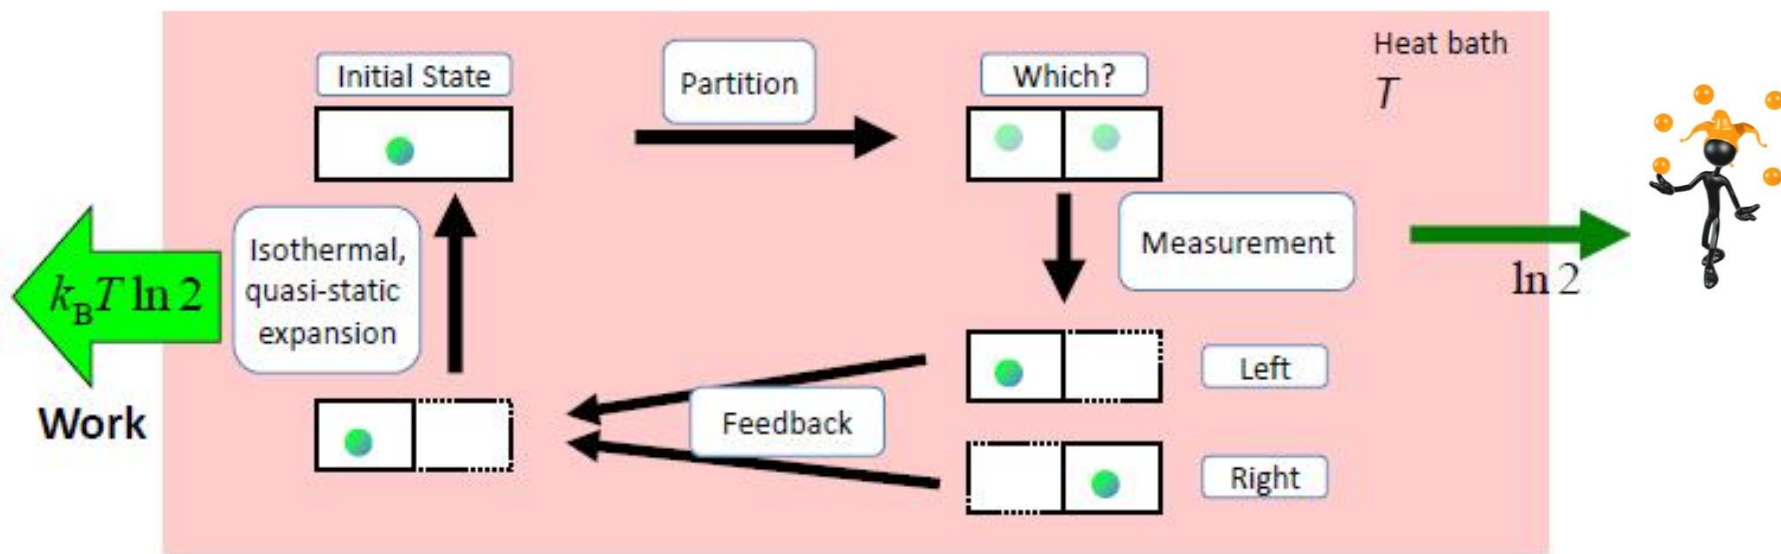 Initial State
Partition
Which?
Heat bath
T
Isothermal,
quasi-static
expansion
Measurement
k_B T ln 2
ln 2
Work
Left
Feedback
Right